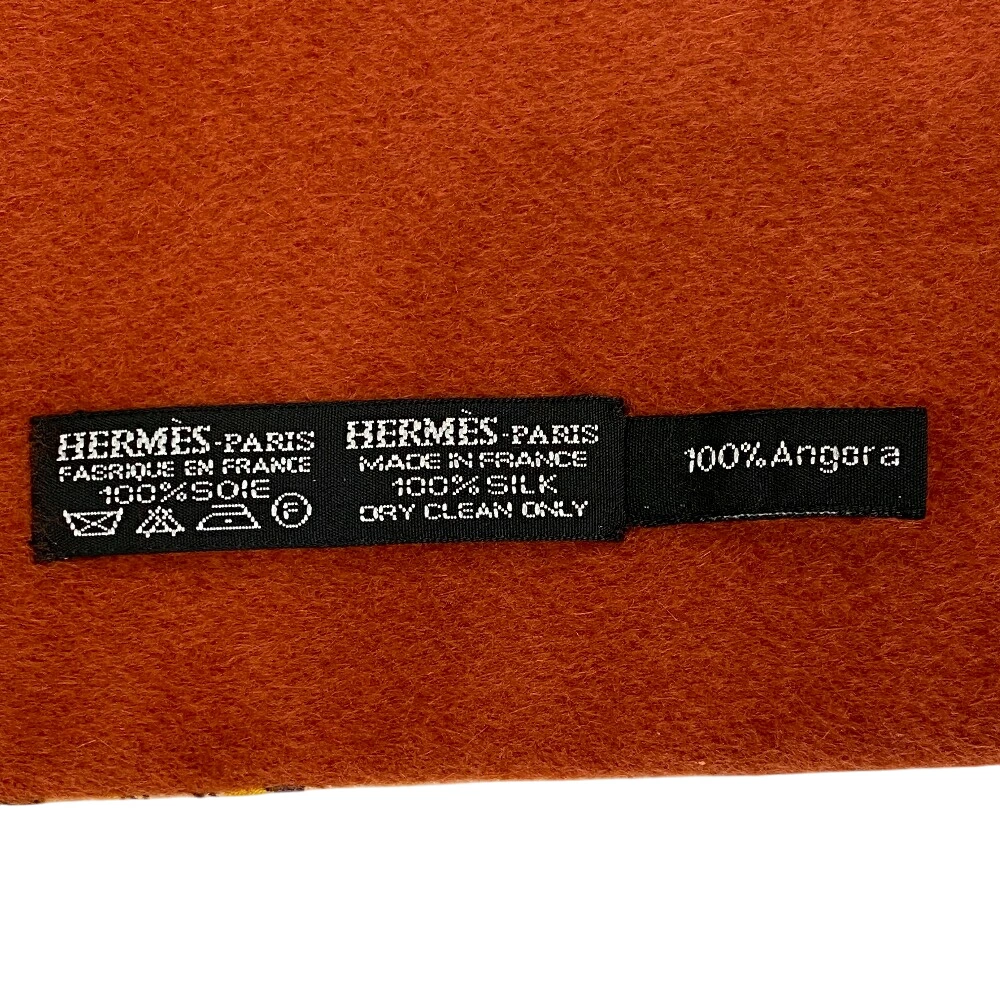 HERMÈS-PARIS
FABRIQUE EN FRANCE
100% SOIE
F
HERMÈS-PARIS
MADE IN FRANCE
100% SILK
DRY CLEAN ONLY
100% Angora